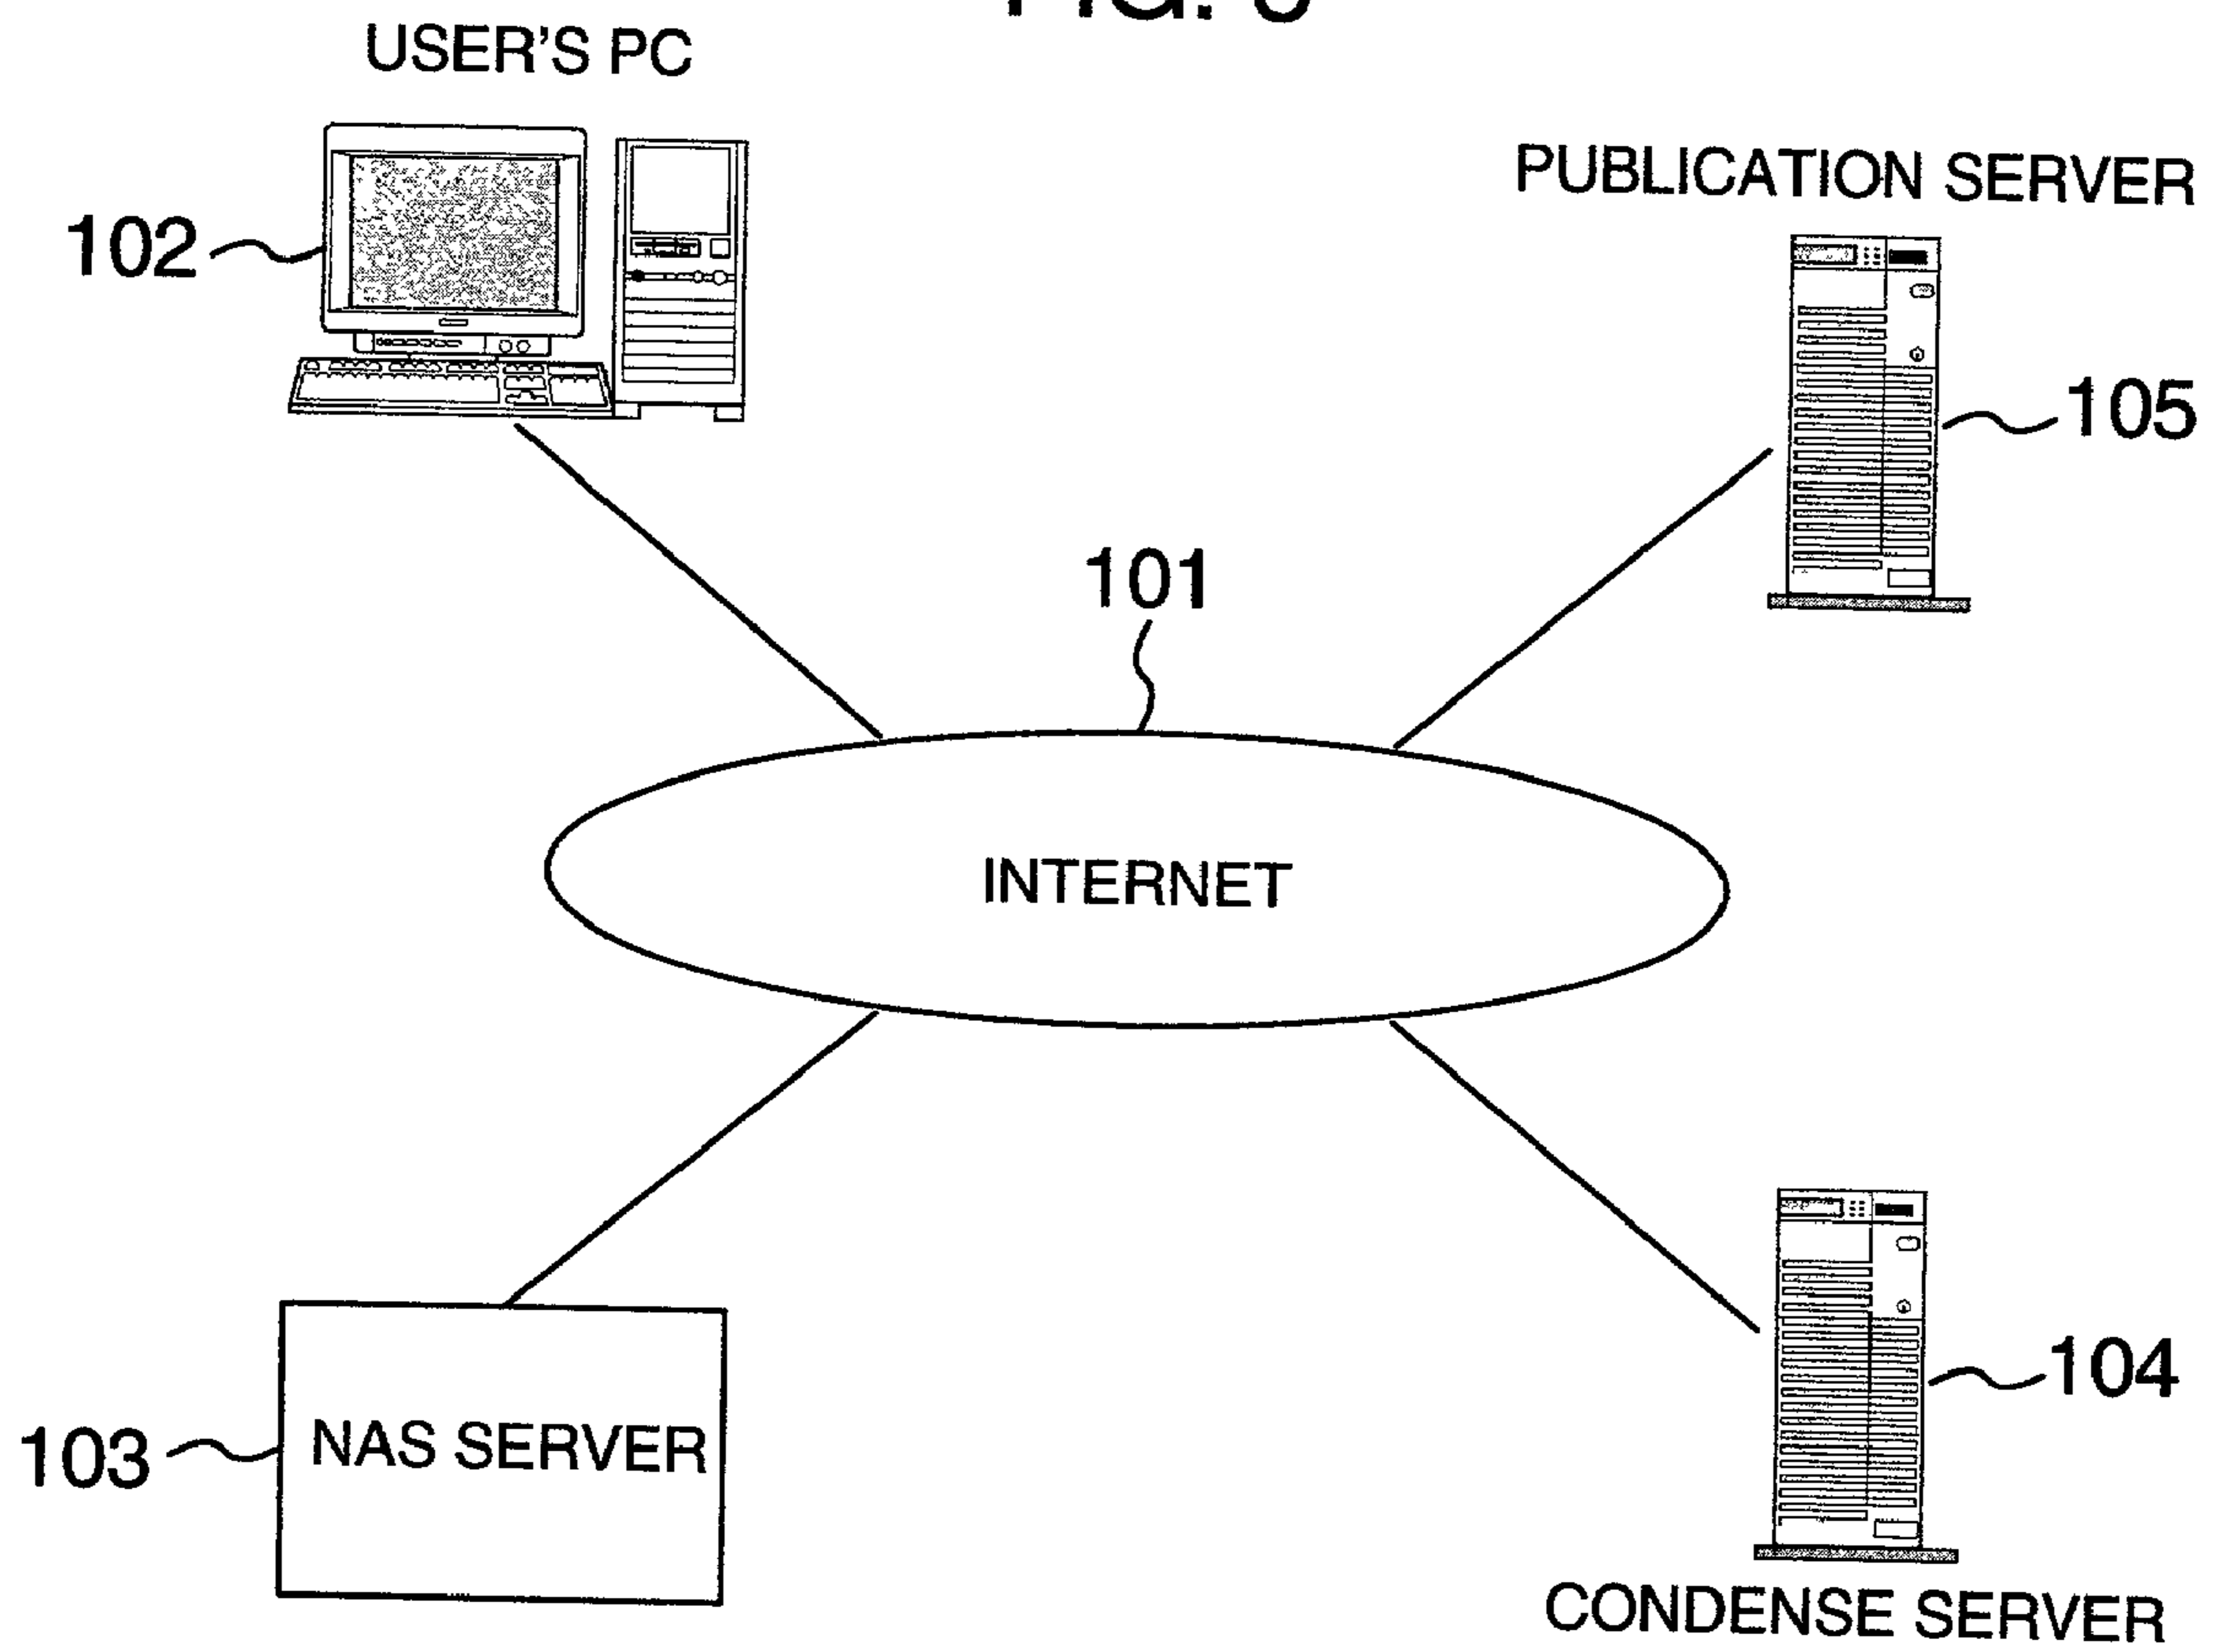 USER'S PC
PUBLICATION SERVER
102
105
101
INTERNET
103
NAS SERVER
104
CONDENSE SERVER